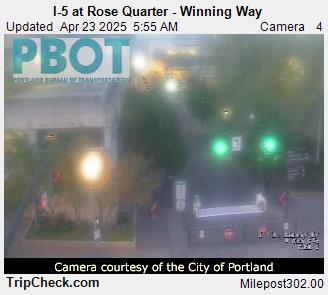 I-5 at Rose Quarter - Winning Way
Updated Apr 23 2025 5:55 AM Camera 4
PBOT
PORTLAND BUREAU OF TRANSPORTATION
Camera courtesy of the City of Portland
TripCheck.com Milepost302.00